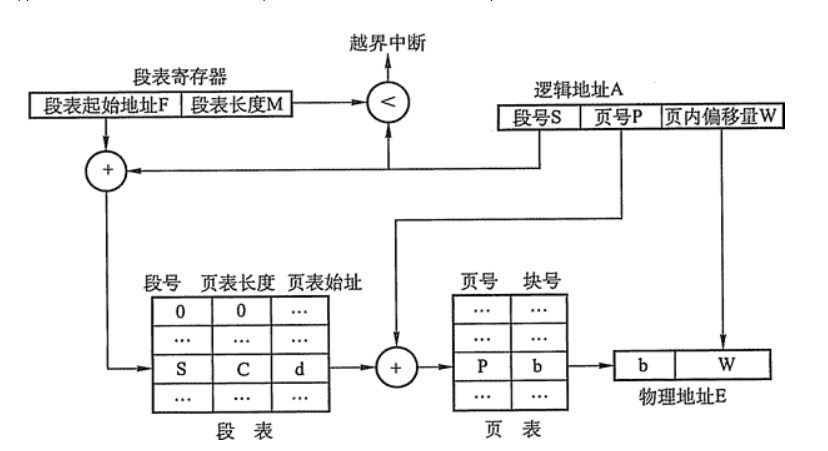 越界中断
段表寄存器
段表起始地址F 段表长度M
<
逻辑地址A
段号S 页号P 页内偏移量W
+
段号 页表长度 页表始址
0 0 …
… … …
S C d
… … …
段 表
+
页号 块号
… …
… …
P b
… …
页 表
b W
物理地址E